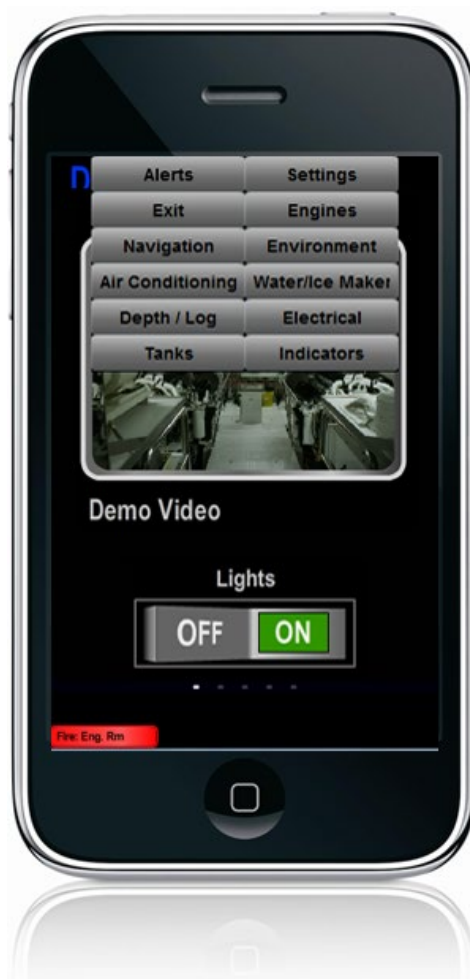 Alerts Settings
Exit Engines
Navigation Environment
Air Conditioning Water/Ice Maker
Depth / Log Electrical
Tanks Indicators
Demo Video
Lights
OFF ON
Fire: Eng. Rm